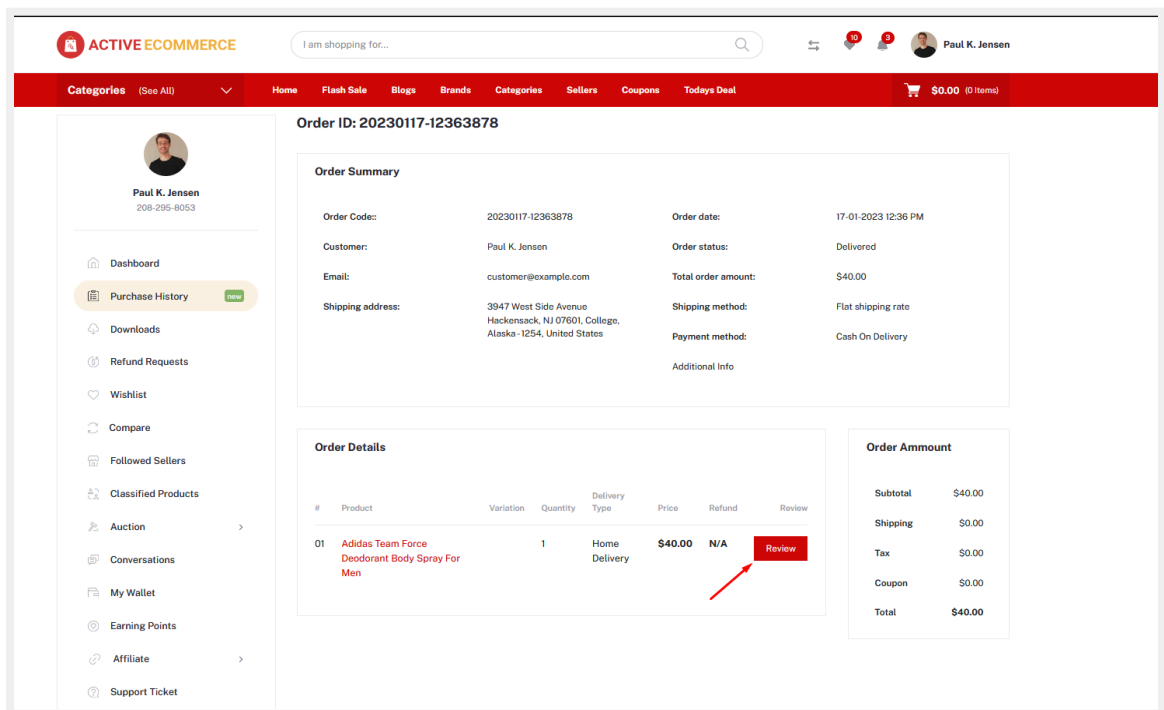 ACTIVE ECOMMERCE
I am shopping for...
10
3
Paul K. Jensen
Categories (See All)
Home Flash Sale Blogs Brands Categories Sellers Coupons Todays Deal
$0.00 (0 Items)
Paul K. Jensen
208-295-8053
Dashboard
Purchase History new
Downloads
Refund Requests
Wishlist
Compare
Followed Sellers
Classified Products
Auction
Conversations
My Wallet
Earning Points
Affiliate
Support Ticket
Order ID: 20230117-12363878
Order Summary
Order Code:: 20230117-12363878
Customer: Paul K. Jensen
Email: customer@example.com
Shipping address: 3947 West Side Avenue
Hackensack, NJ 07601, College,
Alaska - 1254, United States
Order date: 17-01-2023 12:36 PM
Order status: Delivered
Total order amount: $40.00
Shipping method: Flat shipping rate
Payment method: Cash On Delivery
Additional Info
Order Details
# Product Variation Quantity Delivery
Type Price Refund Review
01 Adidas Team Force 1 Home $40.00 N/A Review
Deodorant Body Spray For Delivery
Men
Order Ammount
Subtotal $40.00
Shipping $0.00
Tax $0.00
Coupon $0.00
Total $40.00